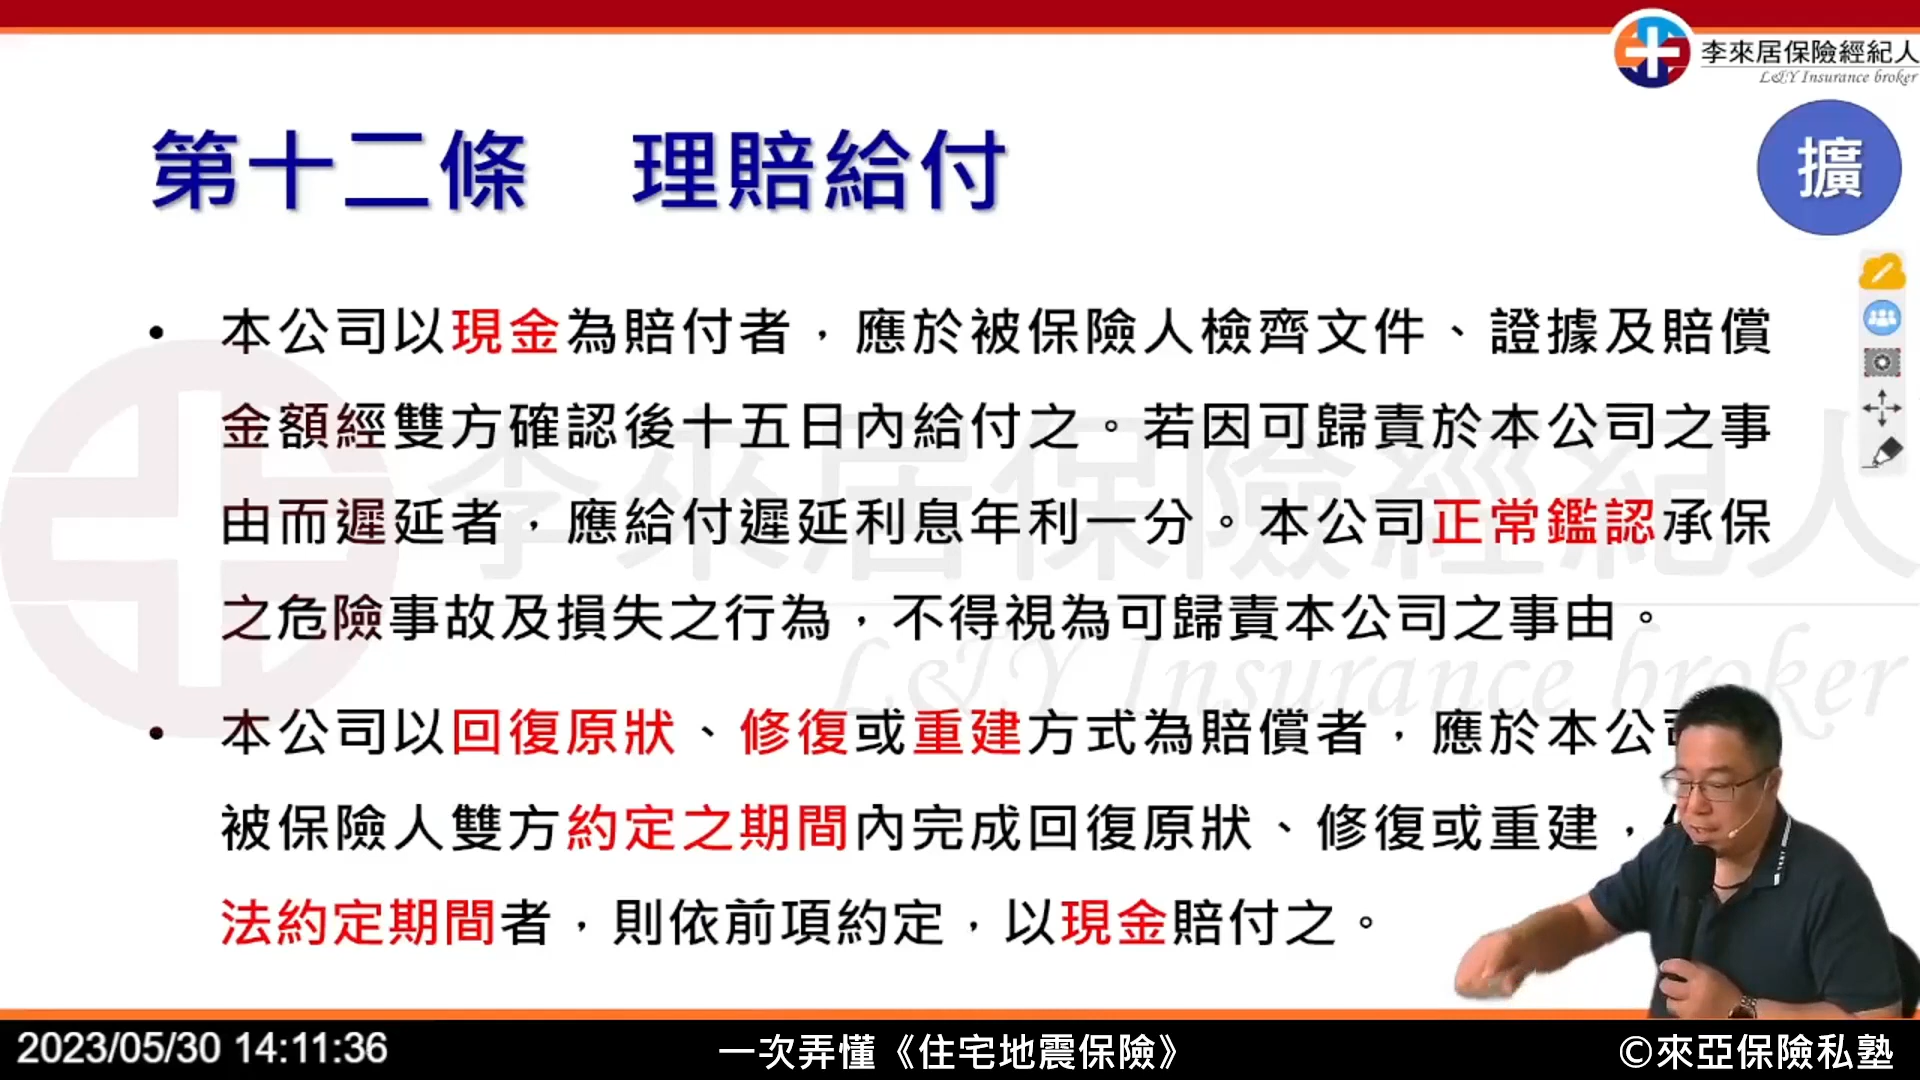 李來居保險經紀人
L&Y Insurance broker
擴
第十二條 理賠給付
• 本公司以現金為賠付者，應於被保險人檢齊文件、證據及賠償
金額經雙方確認後十五日內給付之。若因可歸責於本公司之事
由而遲延者，應給付遲延利息年利一分。本公司正常鑑認承保
之危險事故及損失之行為，不得視為可歸責本公司之事由。
• 本公司以回復原狀、修復或重建方式為賠償者，應於本公
被保險人雙方約定之期間內完成回復原狀、修復或重建，
法約定期間者，則依前項約定，以現金賠付之。
李來居保險經紀人
L&Y Insurance broker
2023/05/30 14:11:36
一次弄懂《住宅地震保險》
©來亞保險私塾